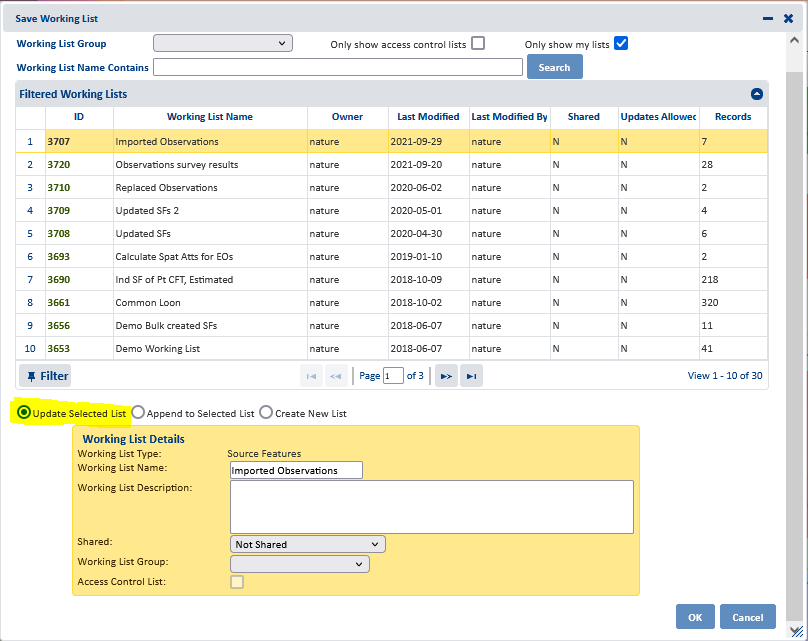 Save Working List
Working List Group Only show access control lists Only show my lists
Working List Name Contains Search
Filtered Working Lists
ID Working List Name Owner Last Modified Last Modified By Shared Updates Allowed Records
1 3707 Imported Observations nature 2021-09-29 nature N N 7
2 3720 Observations survey results nature 2021-09-20 nature N N 28
3 3710 Replaced Observations nature 2020-06-02 nature N N 2
4 3709 Updated SFs 2 nature 2020-05-01 nature N N 4
5 3708 Updated SFs nature 2020-04-30 nature N N 6
6 3693 Calculate Spat Atts for EOs nature 2019-01-10 nature N N 2
7 3690 Ind SF of Pt CFT, Estimated nature 2018-10-09 nature N N 218
8 3661 Common Loon nature 2018-10-02 nature N N 320
9 3656 Demo Bulk created SFs nature 2018-06-07 nature N N 11
10 3653 Demo Working List nature 2018-06-07 nature N N 41
Filter Page 1 of 3 View 1 - 10 of 30
Update Selected List Append to Selected List Create New List
Working List Details
Working List Type: Source Features
Working List Name: Imported Observations
Working List Description:
Shared: Not Shared
Working List Group:
Access Control List:
OK Cancel